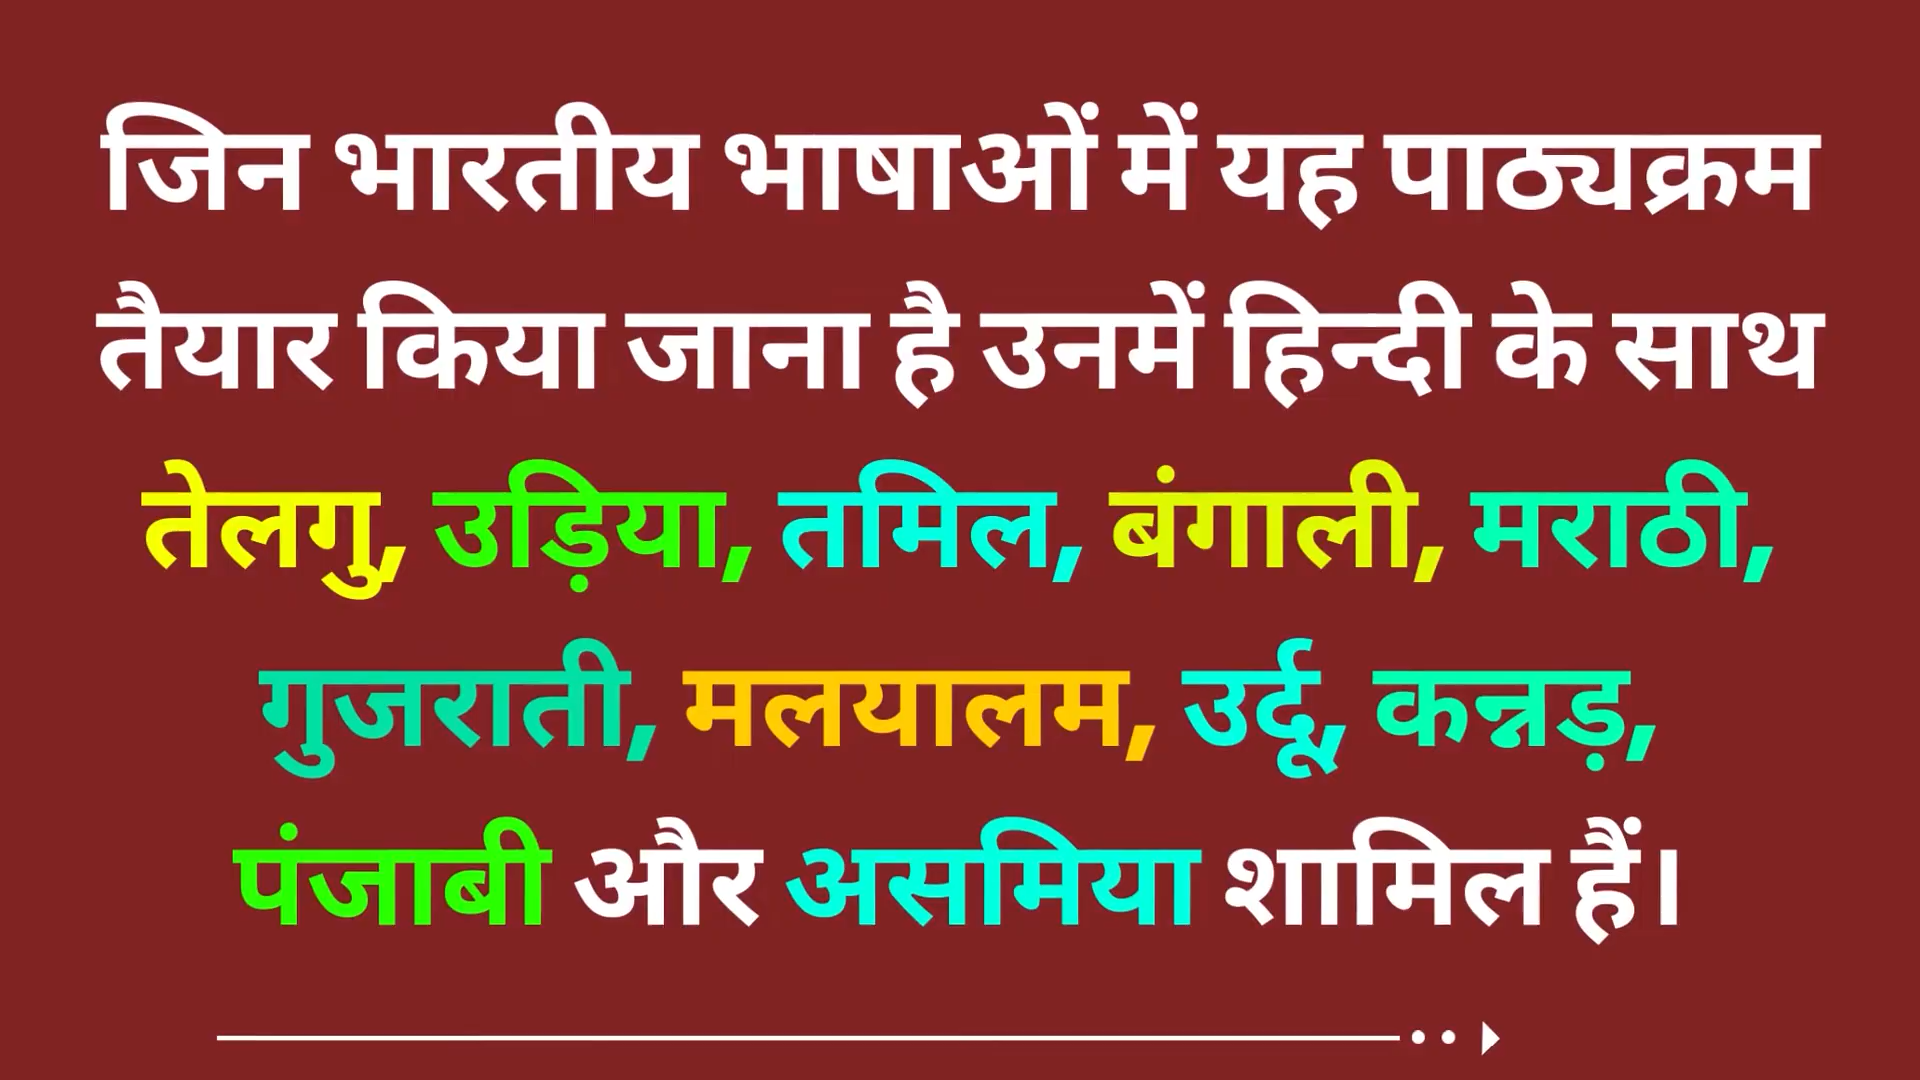 जिन भारतीय भाषाओं में यह पाठ्यक्रम
तैयार किया जाना है उनमें हिन्दी के साथ
तेलगु, उड़िया, तमिल, बंगाली, मराठी,
गुजराती, मलयालम, उर्दू, कन्नड़,
पंजाबी और असमिया शामिल हैं।